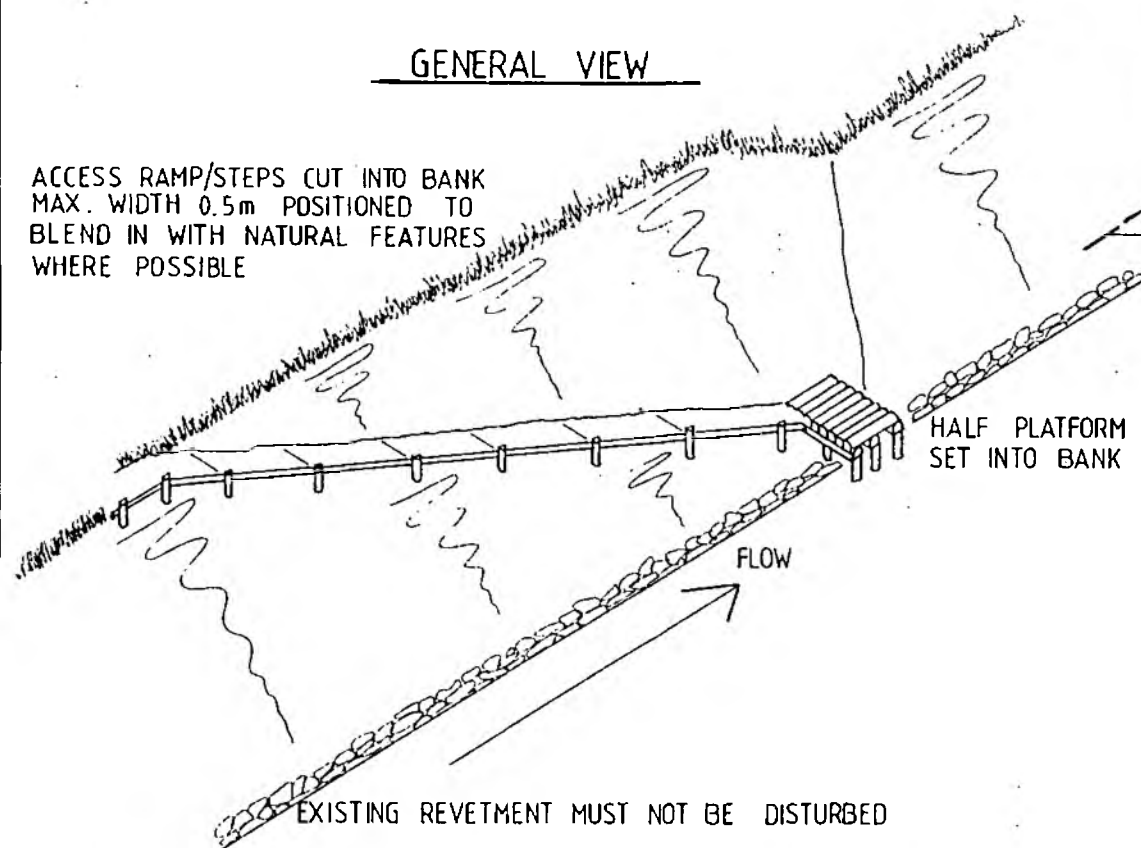 GENERAL VIEW
ACCESS RAMP/STEPS CUT INTO BANK
MAX. WIDTH 0.5m POSITIONED TO
BLEND IN WITH NATURAL FEATURES
WHERE POSSIBLE
HALF PLATFORM
SET INTO BANK
FLOW
EXISTING REVETMENT MUST NOT BE DISTURBED